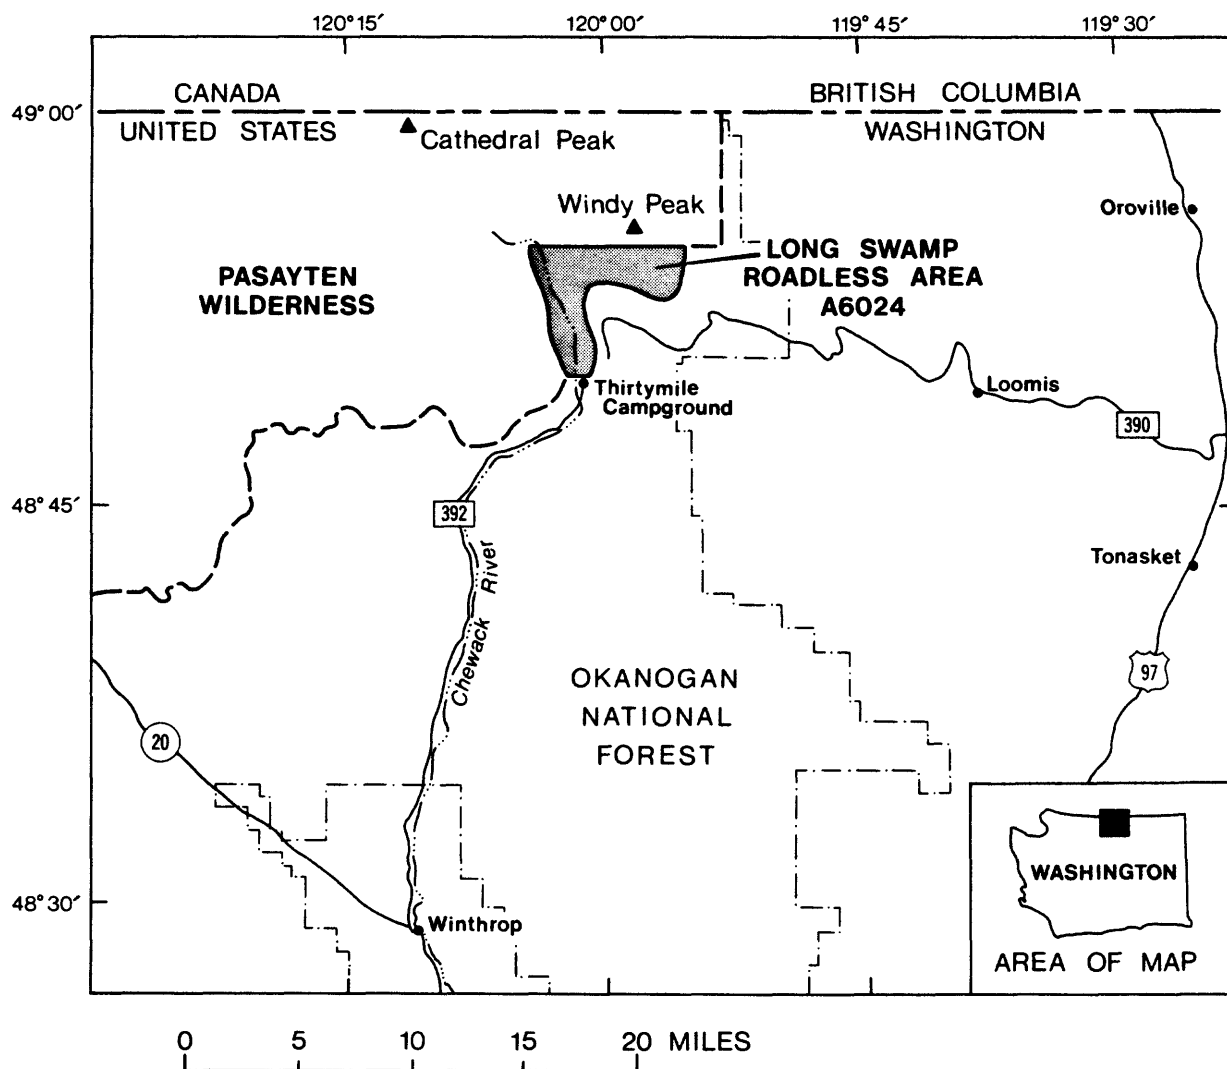 120°15′ 120°00′ 119°45′ 119°30′
CANADA BRITISH COLUMBIA
49°00′
UNITED STATES WASHINGTON
Cathedral Peak
Windy Peak
Oroville
LONG SWAMP
ROADLESS AREA
A6024
PASAYTEN
WILDERNESS
Thirtymile
Campground
Loomis
390
48°45′
392
Tonasket
Chewack River
OKANOGAN
NATIONAL
FOREST
97
20
WASHINGTON
48°30′
Winthrop
AREA OF MAP
0 5 10 15 20 MILES